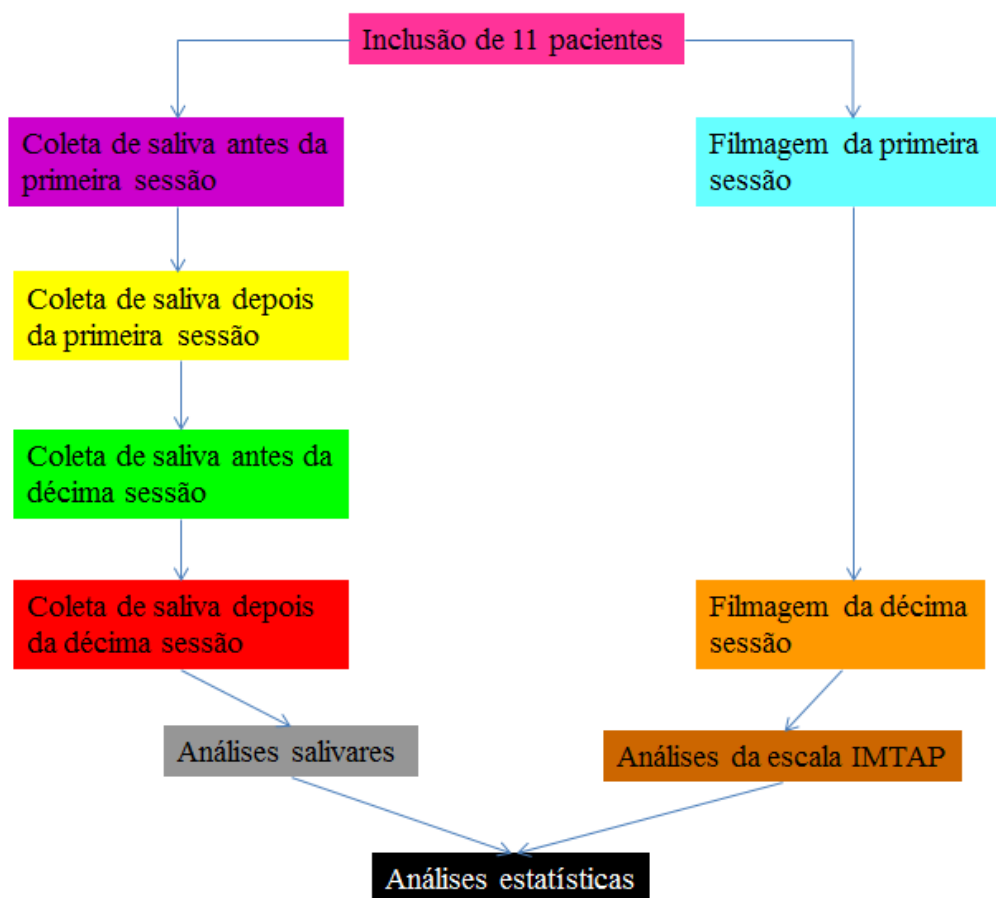 Inclusão de 11 pacientes
Coleta de saliva antes da
primeira sessão
Filmagem da primeira
sessão
Coleta de saliva depois
da primeira sessão
Coleta de saliva antes da
décima sessão
Coleta de saliva depois
da décima sessão
Filmagem da décima
sessão
Análises salivares
Análises da escala IMTAP
Análises estatísticas